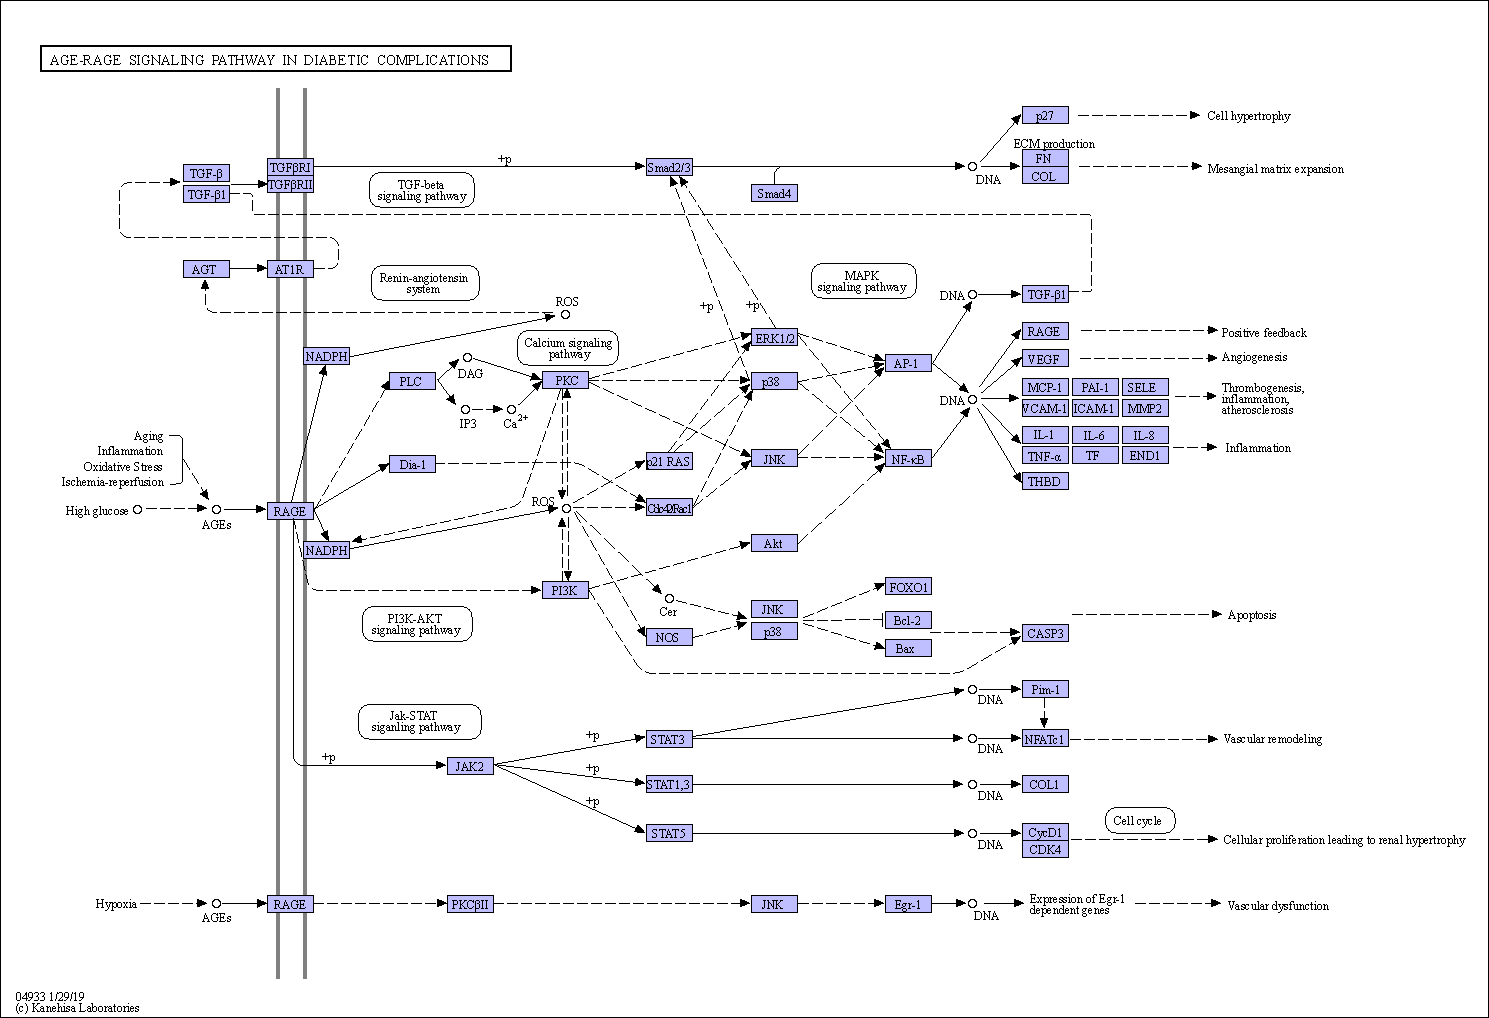 AGE-RAGE SIGNALING PATHWAY IN DIABETIC COMPLICATIONS
p27
Cell hypertrophy
ECM production
TGFβRI
+p
Smad2/3
FN
Mesangial matrix expansion
TGF-β
TGFβRII
TGF-beta
signaling pathway
DNA
COL
TGF-β1
Smad4
AGT
AT1R
Renin-angiotensin
system
MAPK
signaling pathway
DNA
TGF-β1
ROS
+p
+p
RAGE
Positive feedback
Calcium signaling
pathway
ERK1/2
NADPH
VEGF
Angiogenesis
AP-1
PLC
DAG
PKC
p38
MCP-1
PAI-1
SELE
Thrombogenesis,
inflammation,
atherosclerosis
DNA
VCAM-1
ICAM-1
MMP2
IP3
Ca2+
Aging
Inflammation
Oxidative Stress
Ischemia-reperfusion
IL-1
IL-6
IL-8
Inflammation
TNF-α
TF
END1
Dia-1
p21 RAS
JNK
NF-κB
THBD
High glucose
AGEs
RAGE
ROS
Cdc42/Rac1
NADPH
Akt
PI3K
Cer
FOXO1
JNK
p38
Bcl-2
Bax
CASP3
Apoptosis
PI3K-AKT
signaling pathway
NOS
Pim-1
DNA
Jak-STAT
siganling pathway
+p
STAT3
DNA
NFATc1
Vascular remodeling
+p
JAK2
+p
STAT1,3
DNA
COL1
+p
STAT5
DNA
CycD1
CDK4
Cell cycle
Cellular proliferation leading to renal hypertrophy
Hypoxia
AGEs
RAGE
PKCβII
JNK
Egr-1
DNA
Expression of Egr-1
dependent genes
Vascular dysfunction
04933 1/29/19
(c) Kanehisa Laboratories